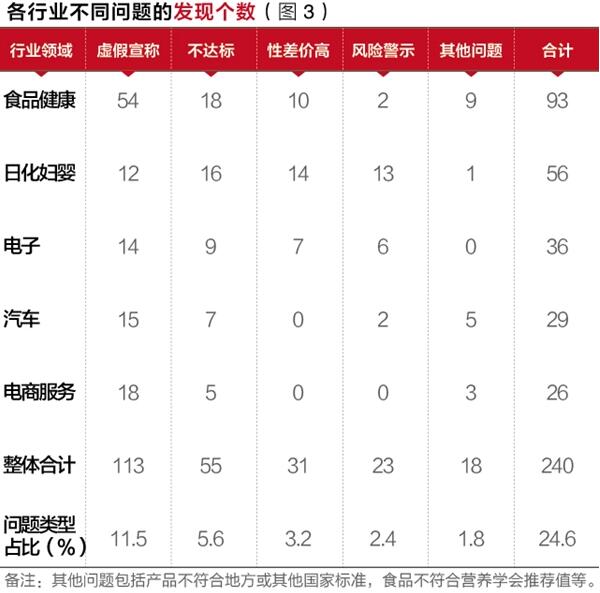 各行业不同问题的发现个数（图3）
行业领域 虚假宣称 不达标 性差价高 风险警示 其他问题 合计
食品健康 54 18 10 2 9 93
日化妇婴 12 16 14 13 1 56
电子 14 9 7 6 0 36
汽车 15 7 0 2 5 29
电商服务 18 5 0 0 3 26
整体合计 113 55 31 23 18 240
问题类型
占比（%） 11.5 5.6 3.2 2.4 1.8 24.6
备注：其他问题包括产品不符合地方或其他国家标准，食品不符合营养学会推荐值等。